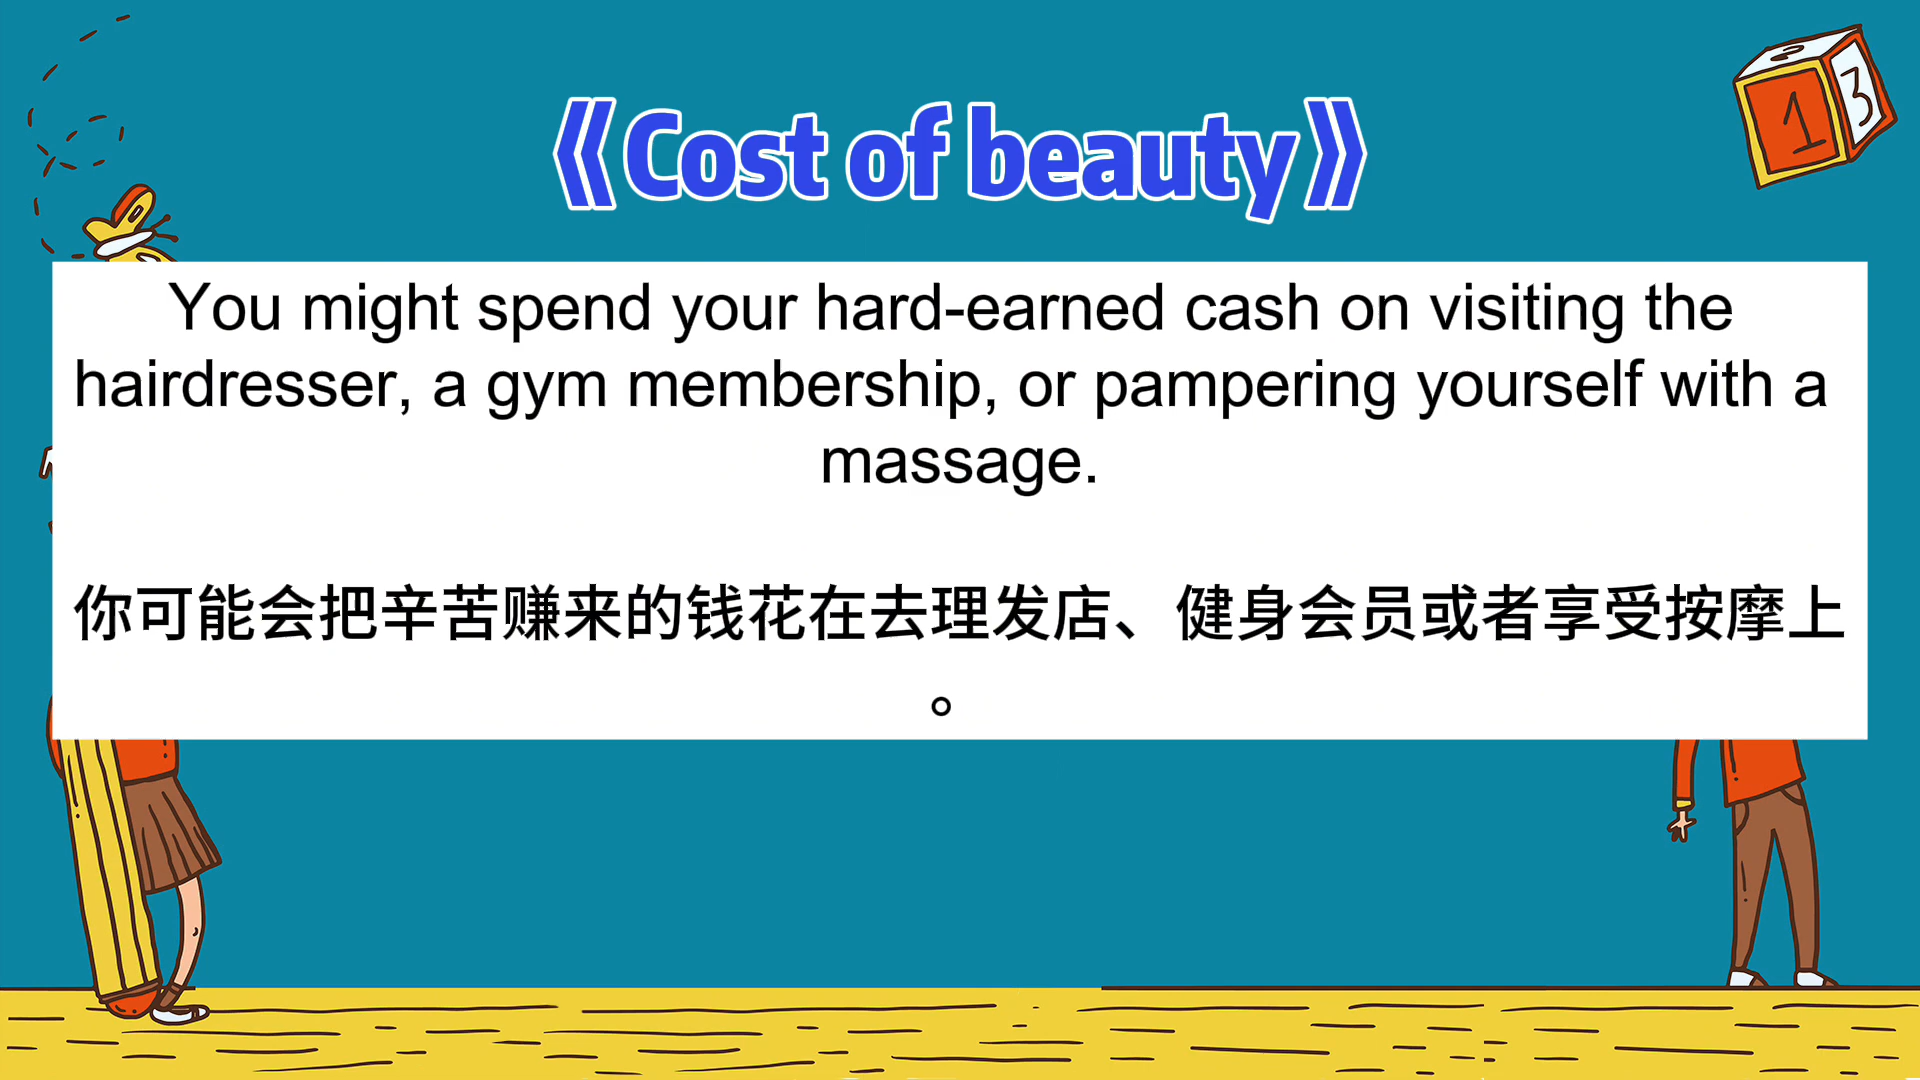 《Cost of beauty》
1
3
You might spend your hard-earned cash on visiting the
hairdresser, a gym membership, or pampering yourself with a
massage.
你可能会把辛苦赚来的钱花在去理发店、健身会员或者享受按摩上
。